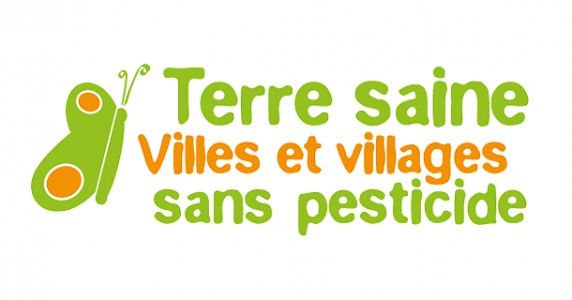 Terre saine
Villes et villages
sans pesticide